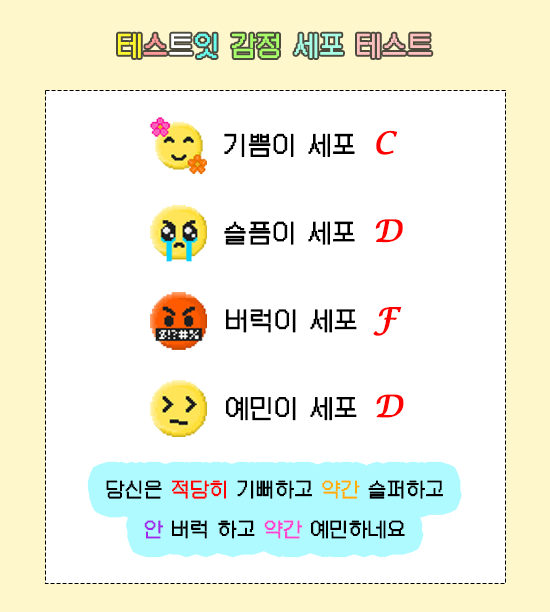 테스트잇 감정 세포 테스트
기쁨이 세포 C
슬픔이 세포 D
버럭이 세포 F
$!?#%
예민이 세포 D
당신은 적당히 기뻐하고 약간 슬퍼하고
안 버럭 하고 약간 예민하네요